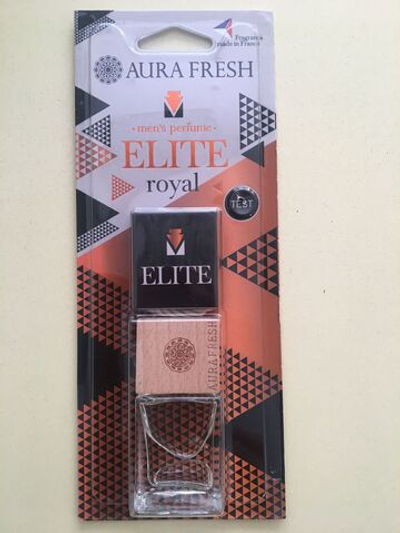 Fragrance
made in France
AURA FRESH
men's perfume
ELITE
royal
TEST
ELITE
AURA FRESH